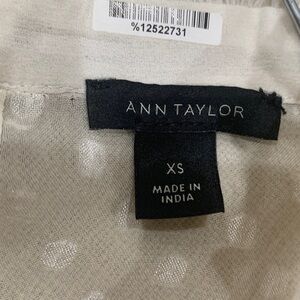 %12522731
ANN TAYLOR
XS
MADE IN
INDIA